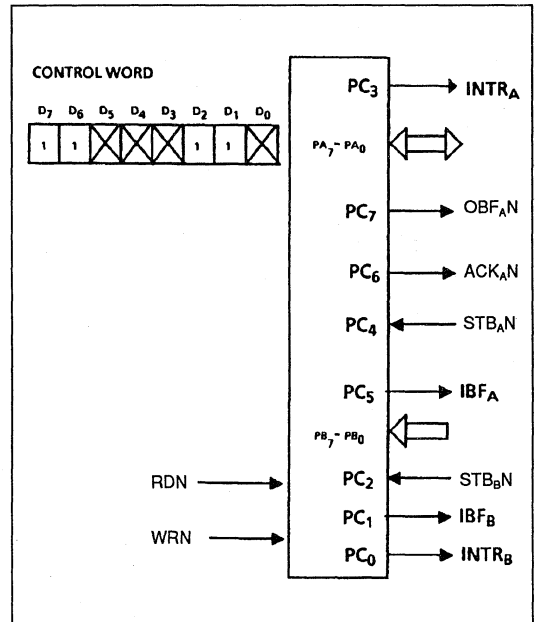 CONTROL WORD
D7 D6 D5 D4 D3 D2 D1 D0
1 1 1 1
PC3 INTRA
PA7 - PA0
PC7 OBFAN
PC6 ACKAN
PC4 STBAN
PC5 IBFA
PB7 - PB0
RDN
PC2 STBBN
PC1 IBFB
WRN
PC0 INTRB